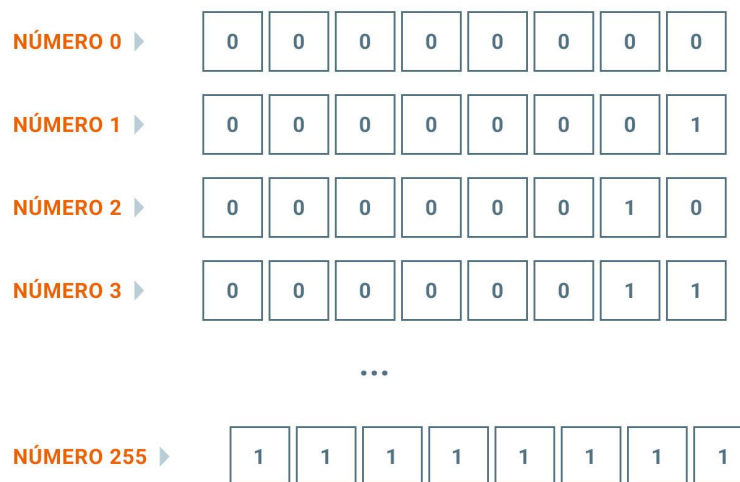 NÚMERO 0 0 0 0 0 0 0 0 0
NÚMERO 1 0 0 0 0 0 0 0 1
NÚMERO 2 0 0 0 0 0 0 1 0
NÚMERO 3 0 0 0 0 0 0 1 1
...
NÚMERO 255 1 1 1 1 1 1 1 1